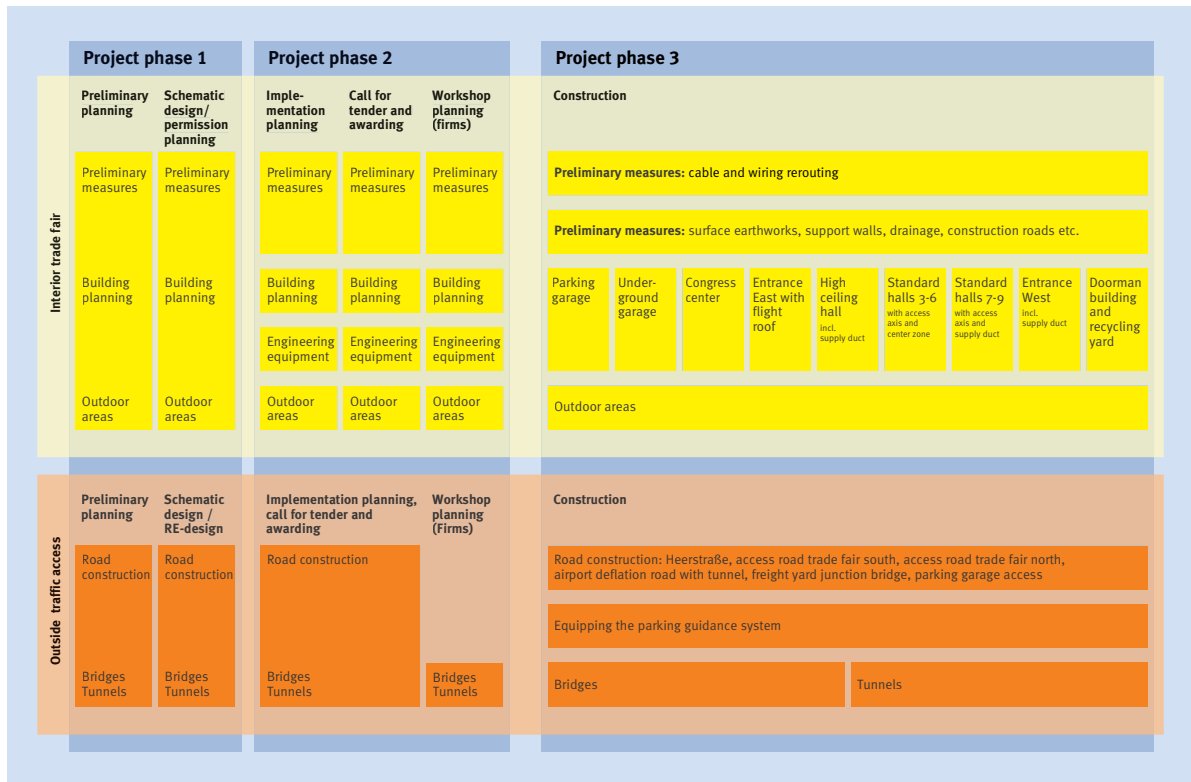 Project phase 1
Project phase 2
Project phase 3
Interior trade fair
Preliminary
planning
Schematic
design/
permission
planning
Imple-
mentation
planning
Call for
tender and
awarding
Workshop
planning
(firms)
Construction
Preliminary
measures
Preliminary
measures
Preliminary
measures
Preliminary
measures
Preliminary
measures
Preliminary measures: cable and wiring rerouting
Preliminary measures: surface earthworks, support walls, drainage, construction roads etc.
Building
planning
Building
planning
Building
planning
Building
planning
Building
planning
Parking
garage
Under-
ground
garage
Congress
center
Entrance
East with
flight
roof
High
ceiling
hall
incl.
supply duct
Standard
halls 3-6
with access
axis and
center zone
Standard
halls 7-9
with access
axis and
supply duct
Entrance
West
incl.
supply duct
Doorman
building
and
recycling
yard
Engineering
equipment
Engineering
equipment
Engineering
equipment
Outdoor
areas
Outdoor
areas
Outdoor
areas
Outdoor
areas
Outdoor
areas
Outdoor areas
Outside traffic access
Preliminary
planning
Schematic
design /
RE-design
Implementation planning,
call for tender and
awarding
Workshop
planning
(Firms)
Construction
Road
construction
Road
construction
Road construction
Road construction: Heerstraße, access road trade fair south, access road trade fair north,
airport deflation road with tunnel, freight yard junction bridge, parking garage access
Equipping the parking guidance system
Bridges
Tunnels
Bridges
Tunnels
Bridges
Tunnels
Bridges
Tunnels
Bridges
Tunnels